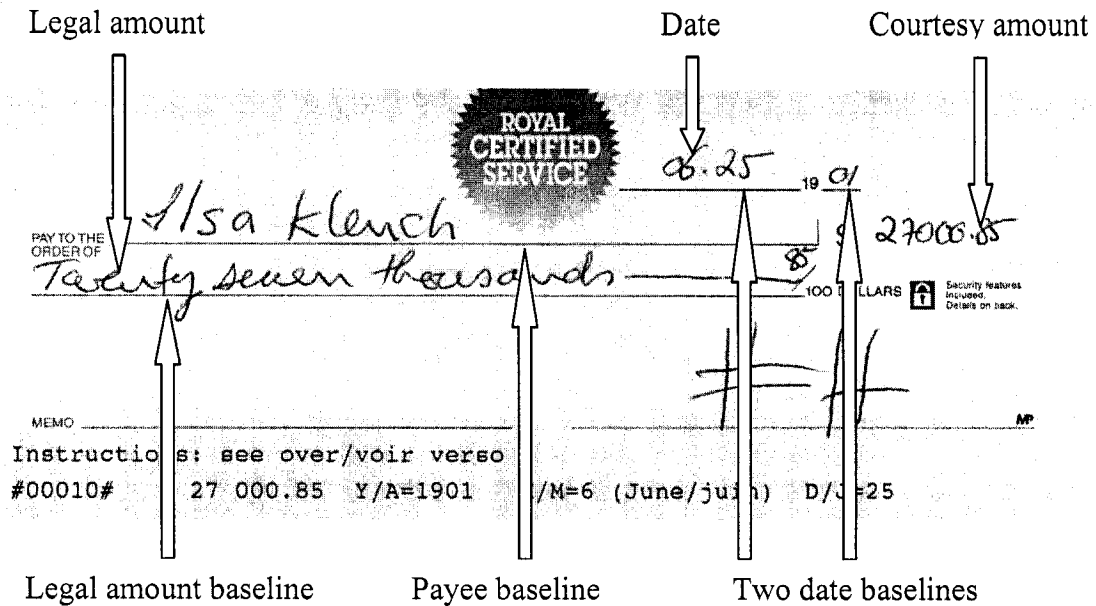 Legal amount Date Courtesy amount
ROYAL
CERTIFIED
SERVICE
06.25 19 01
Ilsa Klench
PAY TO THE
ORDER OF
$ 27000.85
Twenty seven thousands 85
100 DOLLARS
Security features
included.
Details on back.
MEMO
MP
Instructions: see over/voir verso
#00010# 27 000.85 Y/A=1901 /M=6 (June/juin) D/J=25
Legal amount baseline Payee baseline Two date baselines